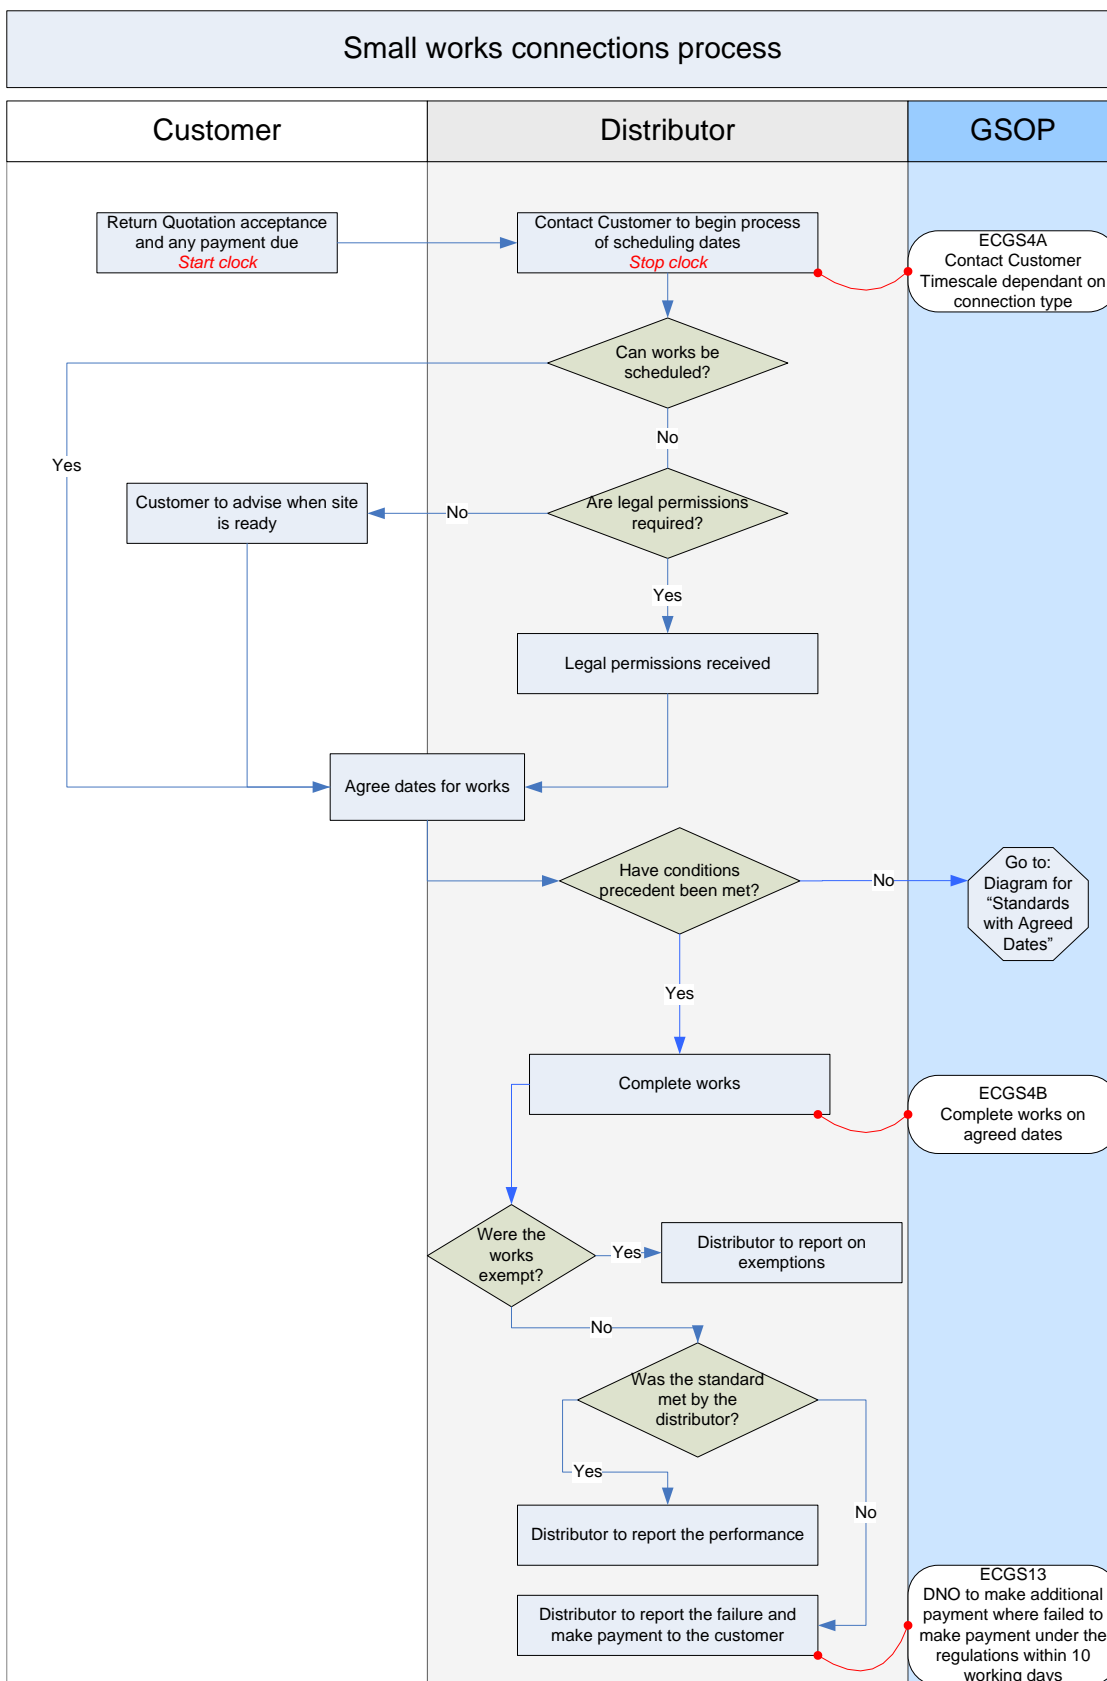 Small works connections process
Customer
Distributor
GSOP
Return Quotation acceptance
and any payment due
Start clock
Contact Customer to begin process
of scheduling dates
Stop clock
ECGS4A
Contact Customer
Timescale dependant on
connection type
Can works be
scheduled?
No
Yes
Customer to advise when site
is ready
No
Are legal permissions
required?
Yes
Legal permissions received
Agree dates for works
Have conditions
precedent been met?
No
Go to:
Diagram for
“Standards
with Agreed
Dates”
Yes
Complete works
ECGS4B
Complete works on
agreed dates
Were the
works
exempt?
Yes
Distributor to report on
exemptions
No
Was the standard
met by the
distributor?
Yes
No
Distributor to report the performance
Distributor to report the failure and
make payment to the customer
ECGS13
DNO to make additional
payment where failed to
make payment under the
regulations within 10
working days